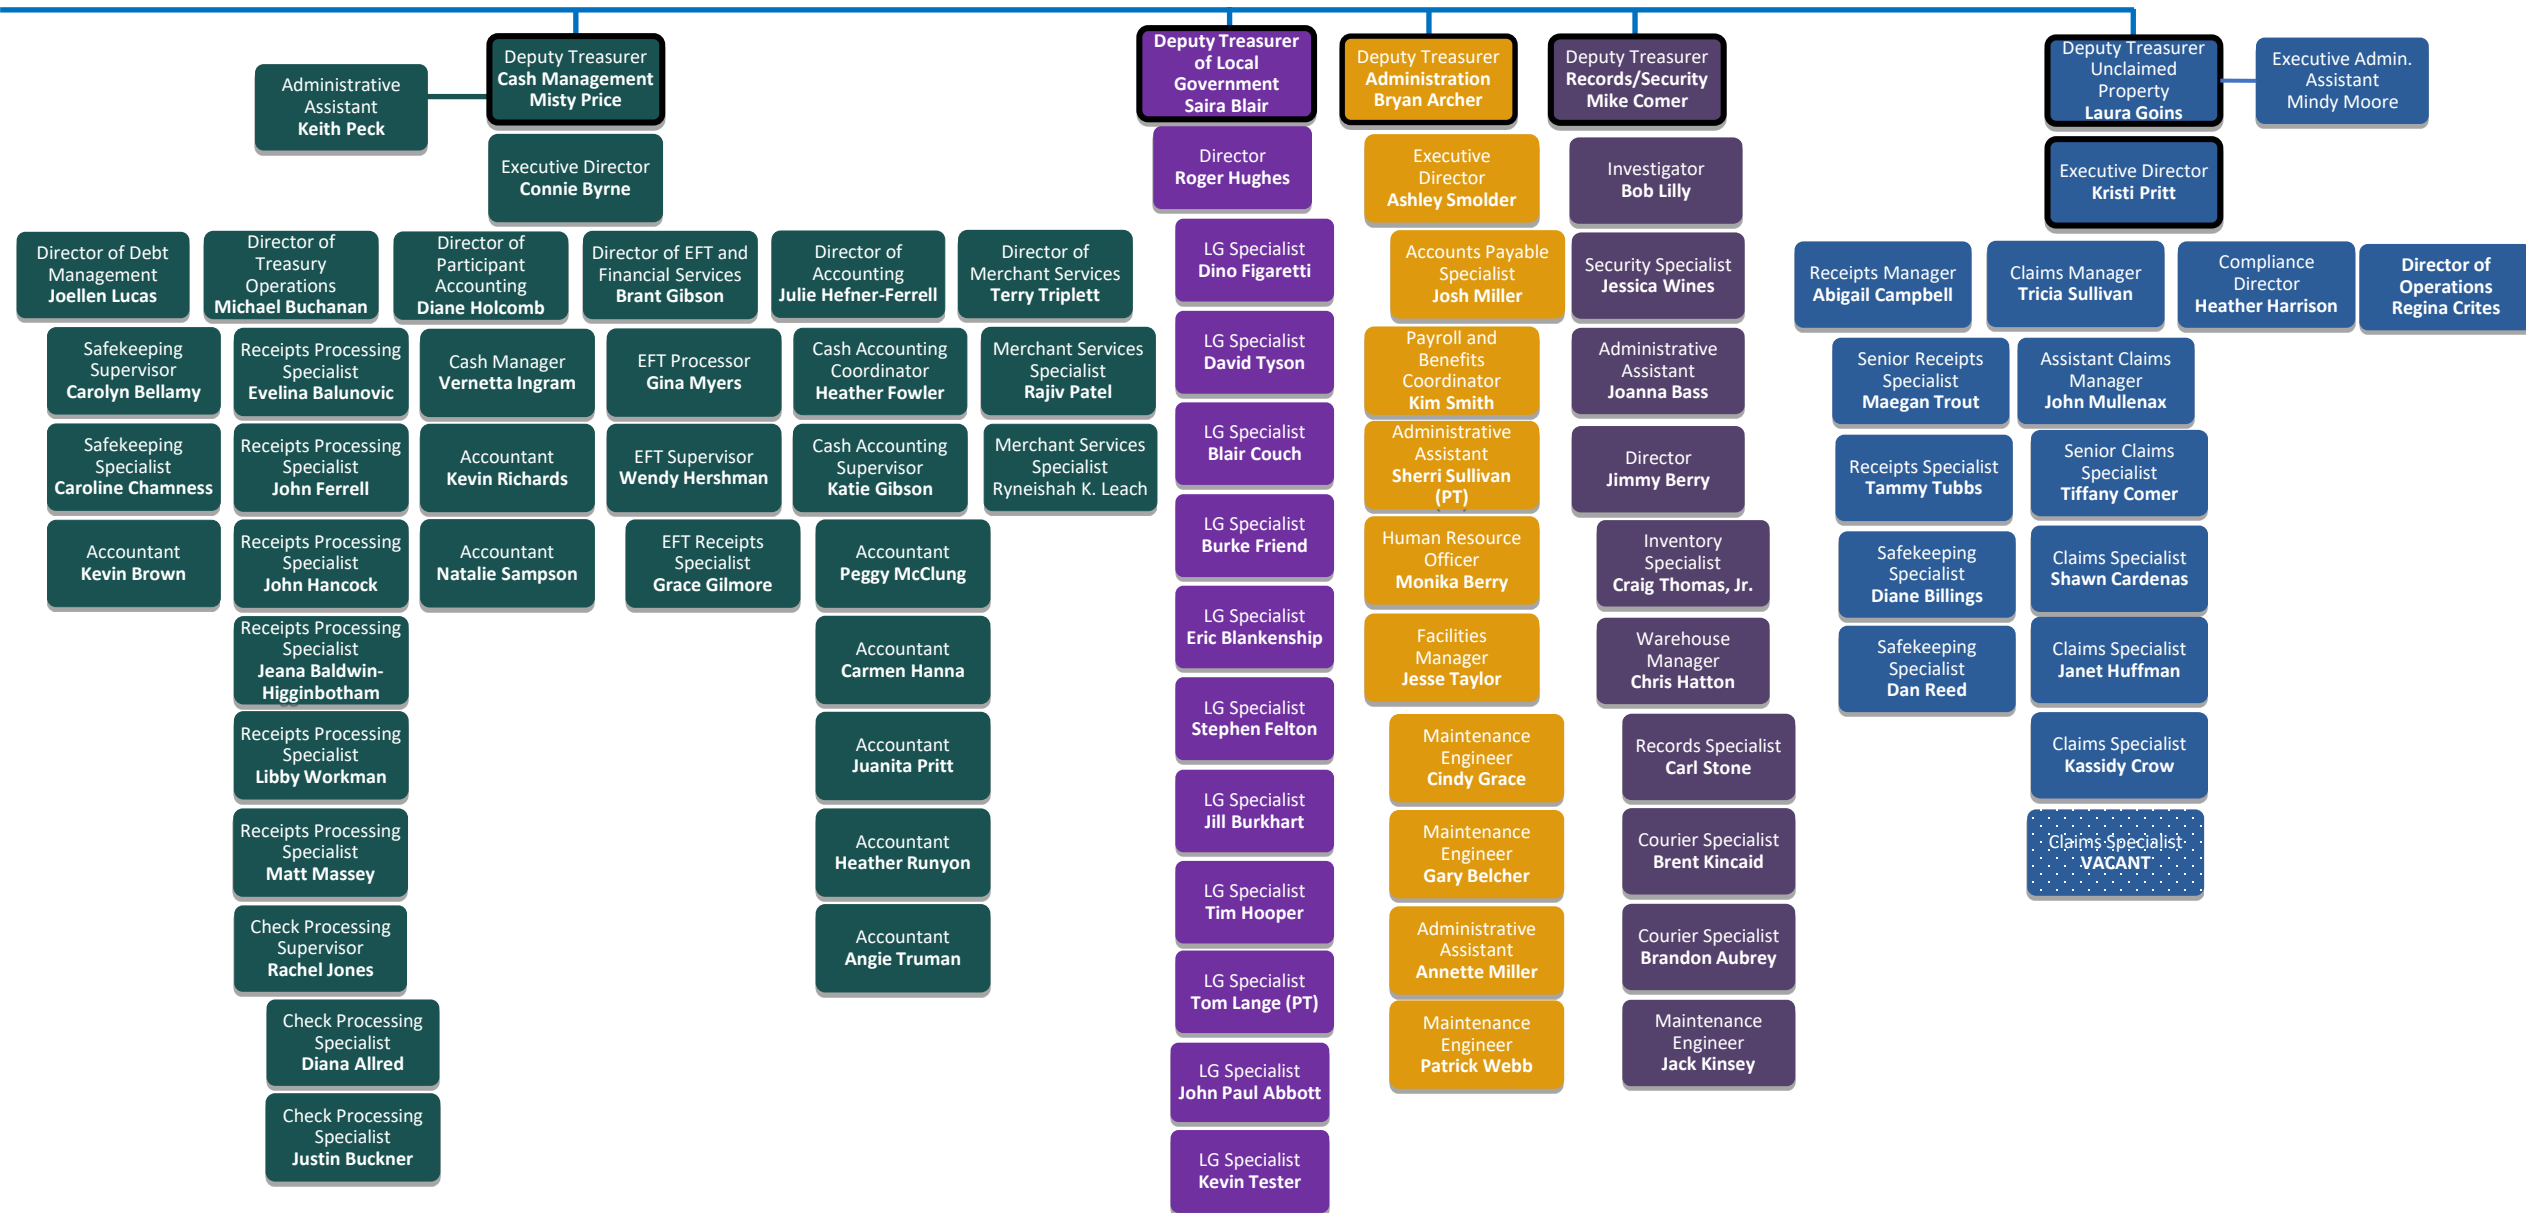 Administrative
Assistant
Keith Peck
Deputy Treasurer
Cash Management
Misty Price
Executive Director
Connie Byrne
Director of Debt
Management
Joellen Lucas
Safekeeping
Supervisor
Carolyn Bellamy
Safekeeping
Specialist
Caroline Chamness
Accountant
Kevin Brown
Director of
Treasury
Operations
Michael Buchanan
Receipts Processing
Specialist
Evelina Balunovic
Receipts Processing
Specialist
John Ferrell
Receipts Processing
Specialist
John Hancock
Receipts Processing
Specialist
Jeana Baldwin-
Higginbotham
Receipts Processing
Specialist
Libby Workman
Receipts Processing
Specialist
Matt Massey
Check Processing
Supervisor
Rachel Jones
Check Processing
Specialist
Diana Allred
Check Processing
Specialist
Justin Buckner
Director of
Participant
Accounting
Diane Holcomb
Cash Manager
Vernetta Ingram
Accountant
Kevin Richards
Accountant
Natalie Sampson
Director of EFT and
Financial Services
Brant Gibson
EFT Processor
Gina Myers
EFT Supervisor
Wendy Hershman
EFT Receipts
Specialist
Grace Gilmore
Director of
Accounting
Julie Hefner-Ferrell
Cash Accounting
Coordinator
Heather Fowler
Cash Accounting
Supervisor
Katie Gibson
Accountant
Peggy McClung
Accountant
Carmen Hanna
Accountant
Juanita Pritt
Accountant
Heather Runyon
Accountant
Angie Truman
Director of
Merchant Services
Terry Triplett
Merchant Services
Specialist
Rajiv Patel
Merchant Services
Specialist
Ryneishah K. Leach
Deputy Treasurer
of Local
Government
Saira Blair
Director
Roger Hughes
LG Specialist
Dino Figaretti
LG Specialist
David Tyson
LG Specialist
Blair Couch
LG Specialist
Burke Friend
LG Specialist
Eric Blankenship
LG Specialist
Stephen Felton
LG Specialist
Jill Burkhart
LG Specialist
Tim Hooper
LG Specialist
Tom Lange (PT)
LG Specialist
John Paul Abbott
LG Specialist
Kevin Tester
Deputy Treasurer
Administration
Bryan Archer
Executive
Director
Ashley Smolder
Accounts Payable
Specialist
Josh Miller
Payroll and
Benefits
Coordinator
Kim Smith
Administrative
Assistant
Sherri Sullivan
(PT)
Human Resource
Officer
Monika Berry
Facilities
Manager
Jesse Taylor
Maintenance
Engineer
Cindy Grace
Maintenance
Engineer
Gary Belcher
Administrative
Assistant
Annette Miller
Maintenance
Engineer
Patrick Webb
Deputy Treasurer
Records/Security
Mike Comer
Investigator
Bob Lilly
Security Specialist
Jessica Wines
Administrative
Assistant
Joanna Bass
Director
Jimmy Berry
Inventory
Specialist
Craig Thomas, Jr.
Warehouse
Manager
Chris Hatton
Records Specialist
Carl Stone
Courier Specialist
Brent Kincaid
Courier Specialist
Brandon Aubrey
Maintenance
Engineer
Jack Kinsey
Deputy Treasurer
Unclaimed
Property
Laura Goins
Executive Admin.
Assistant
Mindy Moore
Executive Director
Kristi Pritt
Receipts Manager
Abigail Campbell
Senior Receipts
Specialist
Maegan Trout
Receipts Specialist
Tammy Tubbs
Safekeeping
Specialist
Diane Billings
Safekeeping
Specialist
Dan Reed
Claims Manager
Tricia Sullivan
Assistant Claims
Manager
John Mullenax
Senior Claims
Specialist
Tiffany Comer
Claims Specialist
Shawn Cardenas
Claims Specialist
Janet Huffman
Claims Specialist
Kassidy Crow
Claims Specialist
VACANT
Compliance
Director
Heather Harrison
Director of
Operations
Regina Crites